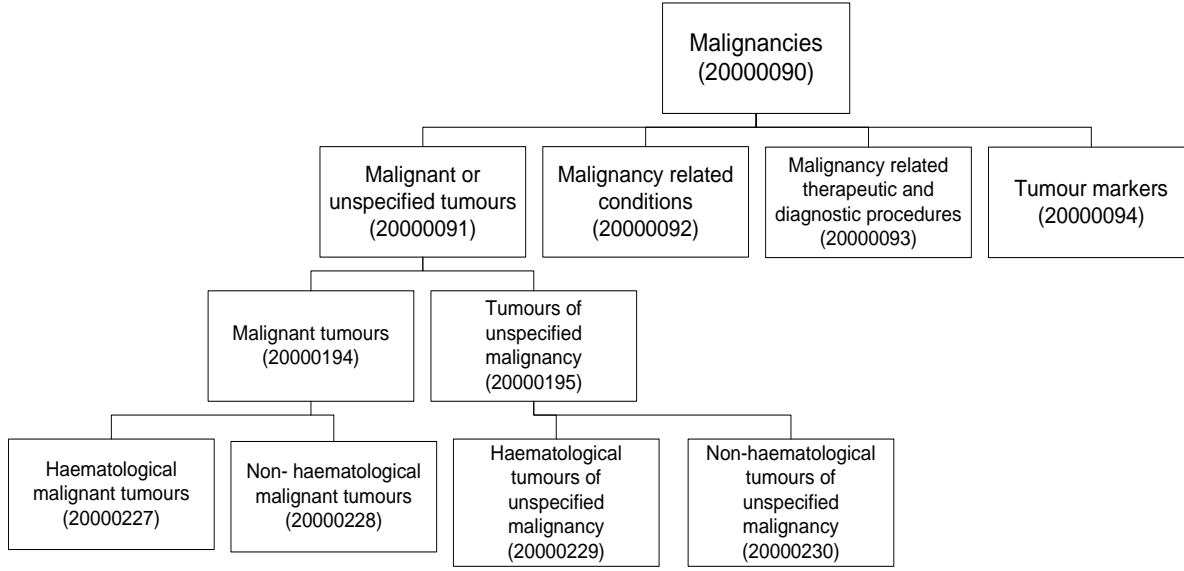 Malignancies
(20000090)
Malignant or
unspecified tumours
(20000091)
Malignancy related
conditions
(20000092)
Malignancy related
therapeutic and
diagnostic procedures
(20000093)
Tumour markers
(20000094)
Malignant tumours
(20000194)
Tumours of
unspecified
malignancy
(20000195)
Haematological
malignant tumours
(20000227)
Non- haematological
malignant tumours
(20000228)
Haematological
tumours of
unspecified
malignancy
(20000229)
Non-haematological
tumours of
unspecified
malignancy
(20000230)